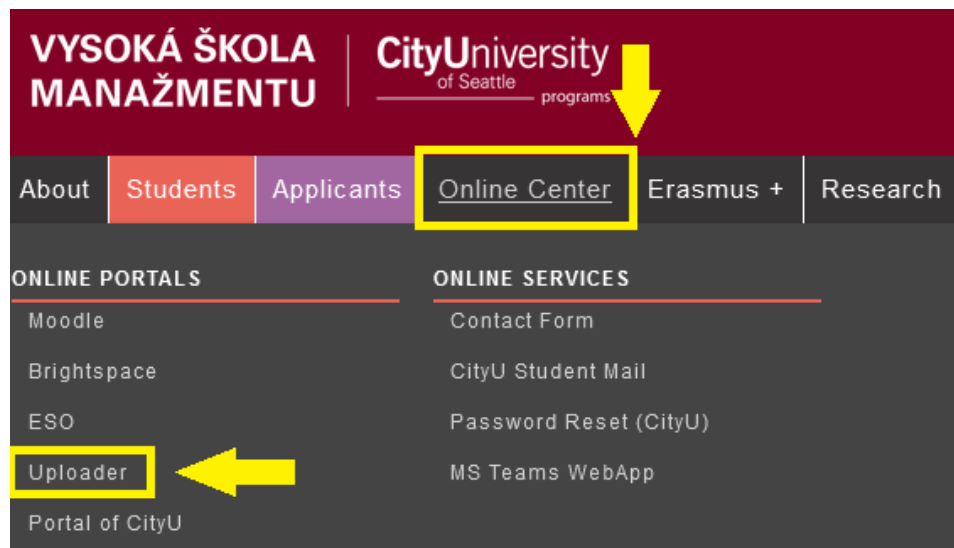 VYSOKÁ ŠKOLA
MANAŽMENTU
CityUniversity
of Seattle
programs
About Students Applicants Online Center Erasmus + Research
ONLINE PORTALS
Moodle
Brightspace
ESO
Uploader
Portal of CityU
ONLINE SERVICES
Contact Form
CityU Student Mail
Password Reset (CityU)
MS Teams WebApp